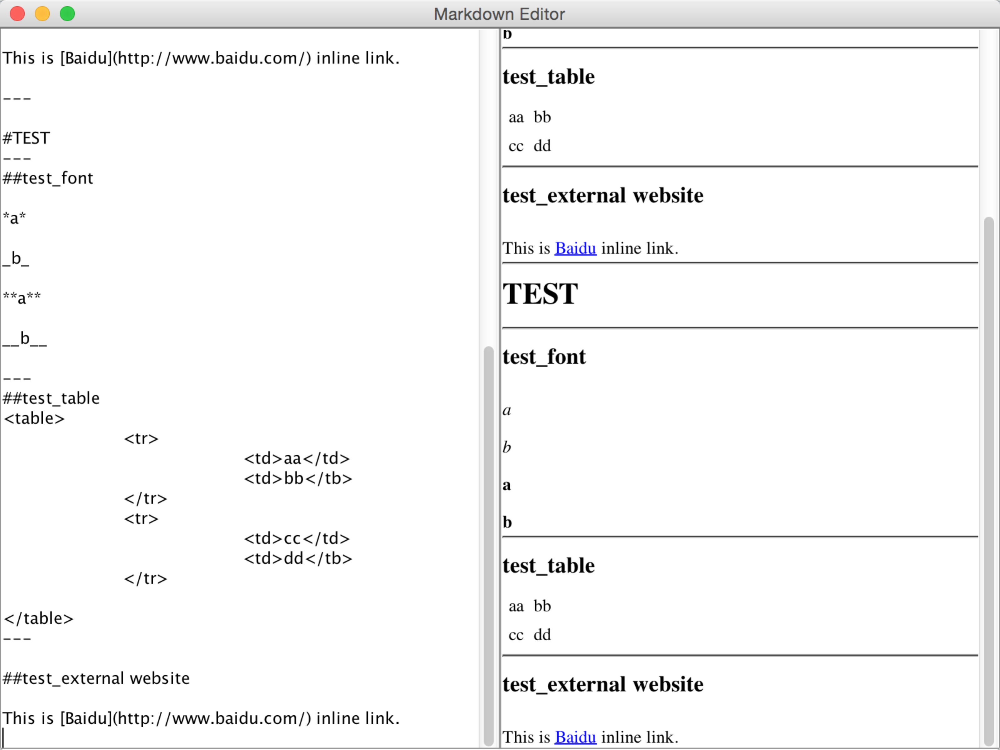 Markdown Editor
This is [Baidu](http://www.baidu.com/) inline link.
---
#TEST
---
##test_font
*a*
_b_
**a**
__b__
---
##test_table
<table>
<tr>
<td>aa</td>
<td>bb</tb>
</tr>
<tr>
<td>cc</td>
<td>dd</tb>
</tr>
</table>
---
##test_external website
This is [Baidu](http://www.baidu.com/) inline link.
b
test_table
aa bb
cc dd
test_external website
This is Baidu inline link.
TEST
test_font
a
b
a
b
test_table
aa bb
cc dd
test_external website
This is Baidu inline link.